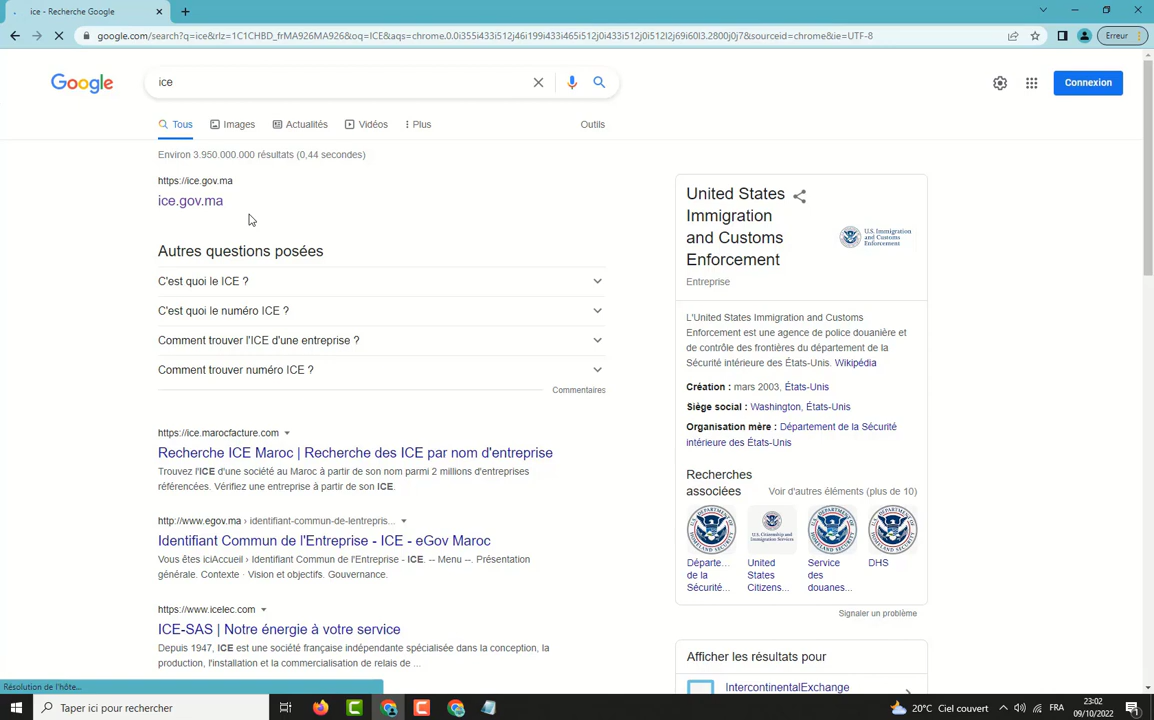 ice - Recherche Google
google.com/search?q=ice&rlz=1C1CHBD_frMA926MA926&oq=ICE&aqs=chrome.0.0i355i433i512j46i199i433i465i512j0i433i512j0i512l2j69i60l3.2800j0j7&sourceid=chrome&ie=UTF-8
Erreur
Google
ice
Connexion
Tous
Images
Actualités
Vidéos
Plus
Outils
Environ 3.950.000.000 résultats (0,44 secondes)
https://ice.gov.ma
ice.gov.ma
Autres questions posées
C'est quoi le ICE ?
C'est quoi le numéro ICE ?
Comment trouver l'ICE d'une entreprise ?
Comment trouver numéro ICE ?
Commentaires
https://ice.marocfacture.com
Recherche ICE Maroc | Recherche des ICE par nom d'entreprise
Trouvez l'ICE d'une société au Maroc à partir de son nom parmi 2 millions d'entreprises
référencées. Vérifiez une entreprise à partir de son ICE.
http://www.egov.ma › identifiant-commun-de-lentrepris...
Identifiant Commun de l'Entreprise - ICE - eGov Maroc
Vous êtes iciAccueil › Identifiant Commun de l'Entreprise - ICE. -- Menu --. Présentation
générale. Contexte · Vision et objectifs. Gouvernance.
https://www.icelec.com
ICE-SAS | Notre énergie à votre service
Depuis 1947, ICE est une société française indépendante spécialisée dans la conception, la
production, l'installation et la commercialisation de relais de ...
United States
Immigration
and Customs
Enforcement
U.S. Immigration
and Customs
Enforcement
Entreprise
L'United States Immigration and Customs
Enforcement est une agence de police douanière et
de contrôle des frontières du département de la
Sécurité intérieure des États-Unis. Wikipédia
Création : mars 2003, États-Unis
Siège social : Washington, États-Unis
Organisation mère : Département de la Sécurité
intérieure des États-Unis
Recherches
associées
Voir d'autres éléments (plus de 10)
Départe...
de la
Sécurité...
United
States
Citizens...
Service
des
douanes...
DHS
Signaler un problème
Afficher les résultats pour
IntercontinentalExchange
Résolution de l'hôte...
Taper ici pour rechercher
20°C Ciel couvert
FRA
23:02
09/10/2022
1